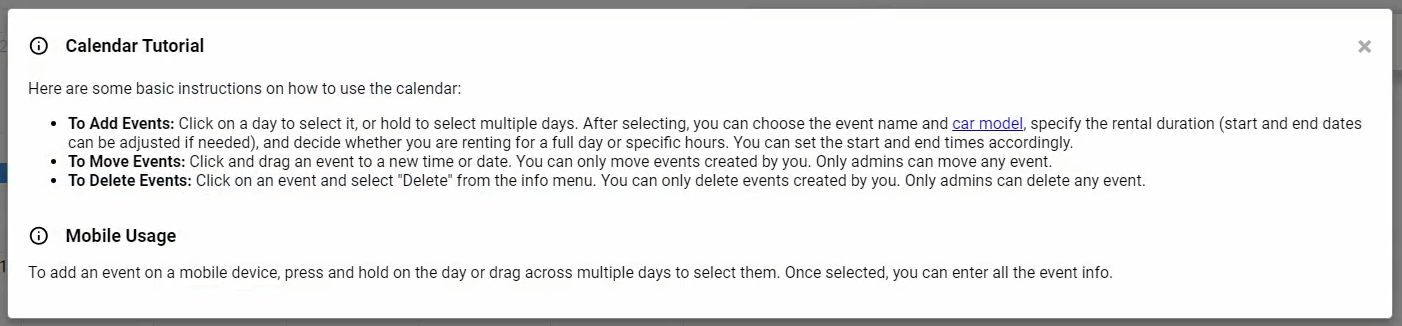 Calendar Tutorial
Here are some basic instructions on how to use the calendar:
To Add Events: Click on a day to select it, or hold to select multiple days. After selecting, you can choose the event name and car model, specify the rental duration (start and end dates
can be adjusted if needed), and decide whether you are renting for a full day or specific hours. You can set the start and end times accordingly.
To Move Events: Click and drag an event to a new time or date. You can only move events created by you. Only admins can move any event.
To Delete Events: Click on an event and select "Delete" from the info menu. You can only delete events created by you. Only admins can delete any event.
Mobile Usage
To add an event on a mobile device, press and hold on the day or drag across multiple days to select them. Once selected, you can enter all the event info.